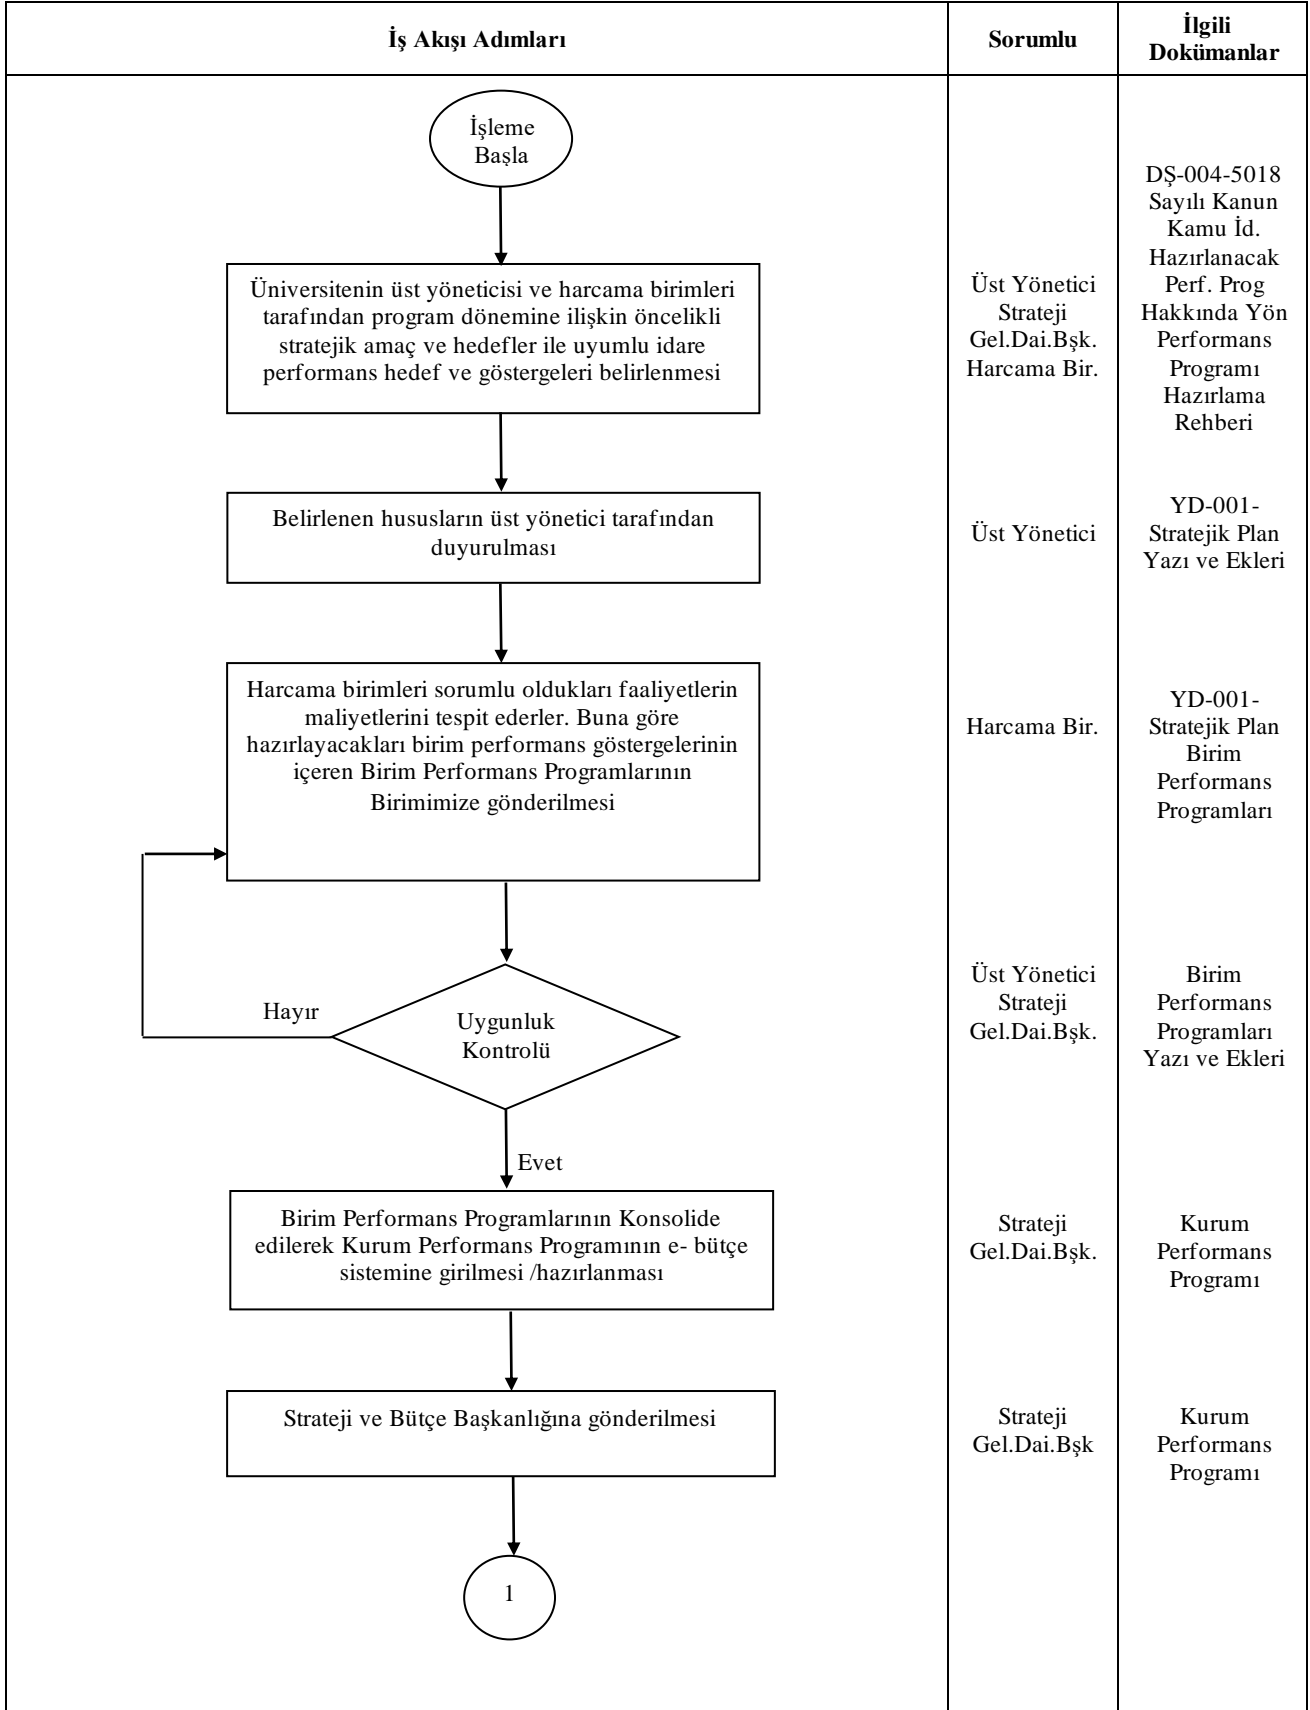 İş Akışı Adımları
Sorumlu
İlgili
Dokümanlar
İşleme
Başla
Üniversitenin üst yöneticisi ve harcama birimleri
tarafından program dönemine ilişkin öncelikli
stratejik amaç ve hedefler ile uyumlu idare
performans hedef ve göstergeleri belirlenmesi
Üst Yönetici
Strateji
Gel.Dai.Bşk.
Harcama Bir.
DŞ-004-5018
Sayılı Kanun
Kamu İd.
Hazırlanacak
Perf. Prog
Hakkında Yön
Performans
Programı
Hazırlama
Rehberi
Belirlenen hususların üst yönetici tarafından
duyurulması
Üst Yönetici
YD-001-
Stratejik Plan
Yazı ve Ekleri
Harcama birimleri sorumlu oldukları faaliyetlerin
maliyetlerini tespit ederler. Buna göre
hazırlayacakları birim performans göstergelerinin
içeren Birim Performans Programlarının
Birimimize gönderilmesi
Harcama Bir.
YD-001-
Stratejik Plan
Birim
Performans
Programları
Hayır
Uygunluk
Kontrolü
Üst Yönetici
Strateji
Gel.Dai.Bşk.
Birim
Performans
Programları
Yazı ve Ekleri
Evet
Birim Performans Programlarının Konsolide
edilerek Kurum Performans Programının e- bütçe
sistemine girilmesi /hazırlanması
Strateji
Gel.Dai.Bşk.
Kurum
Performans
Programı
Strateji ve Bütçe Başkanlığına gönderilmesi
Strateji
Gel.Dai.Bşk
Kurum
Performans
Programı
1